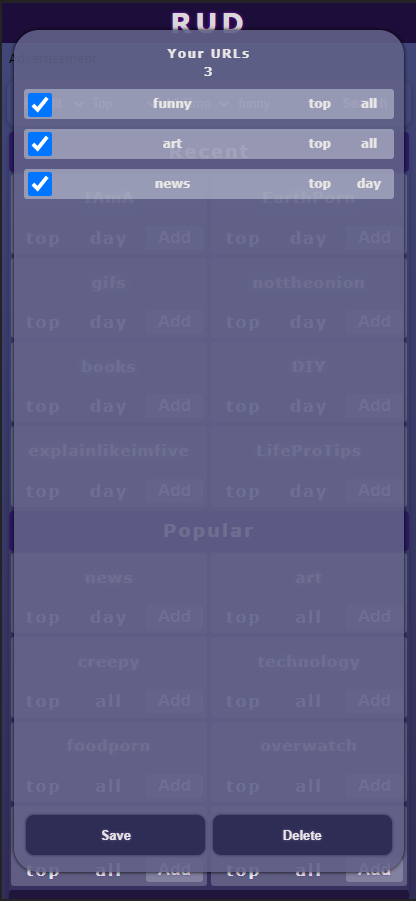 RUD
Advertisement
Your URLs
3
funny top all
art top all
Recent
news top day
IAmA EarthPorn
top day Add top day Add
gifs nottheonion
top day Add top day Add
books DIY
top day Add top day Add
explainlikeimfive LifeProTips
top day Add top day Add
Popular
news art
top day Add top all Add
creepy technology
top all Add top all Add
foodporn overwatch
top all Add top all Add
Save Delete
top all Add top all Add